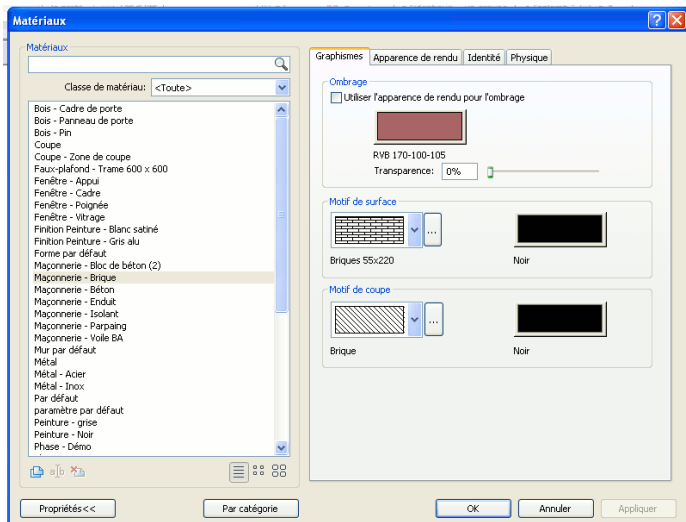 Matériaux
Matériaux
Classe de matériau: <Toute>
Bois - Cadre de porte
Bois - Panneau de porte
Bois - Pin
Coupe
Coupe - Zone de coupe
Faux-plafond - Trame 600 x 600
Fenêtre - Appui
Fenêtre - Cadre
Fenêtre - Poignée
Fenêtre - Vitrage
Finition Peinture - Blanc satiné
Finition Peinture - Gris alu
Forme par défaut
Maçonnerie - Bloc de béton (2)
Maçonnerie - Brique
Maçonnerie - Béton
Maçonnerie - Enduit
Maçonnerie - Isolant
Maçonnerie - Parpaing
Maçonnerie - Voile BA
Mur par défaut
Métal
Métal - Acier
Métal - Inox
Par défaut
paramètre par défaut
Peinture - grise
Peinture - Noir
Phase - Démo
Propriétés<<
Par catégorie
Graphismes Apparence de rendu Identité Physique
Ombrage
Utiliser l'apparence de rendu pour l'ombrage
RVB 170-100-105
Transparence: 0%
Motif de surface
...
Briques 55x220 Noir
Motif de coupe
...
Brique Noir
OK Annuler Appliquer